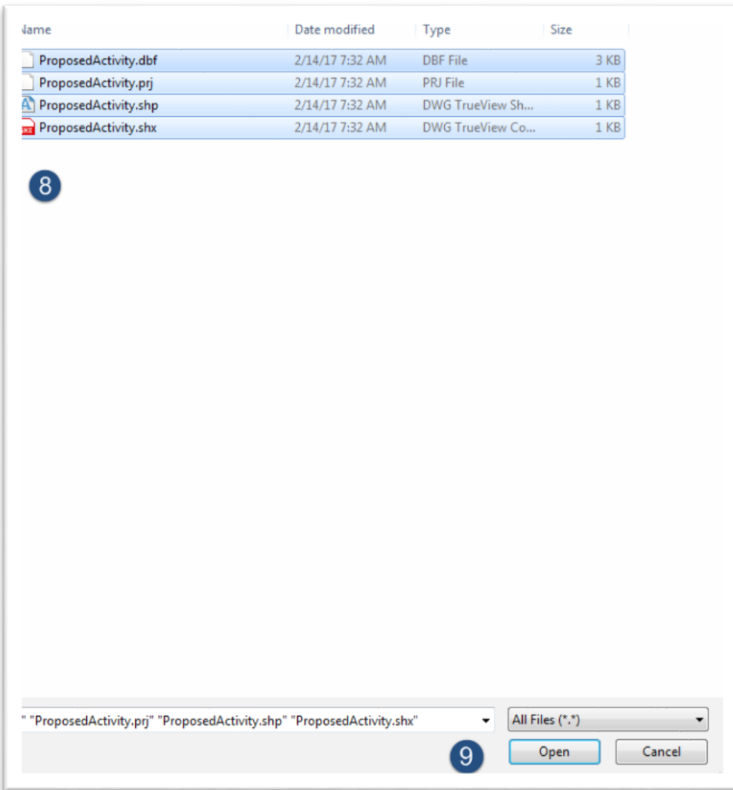 Name Date modified Type Size
ProposedActivity.dbf 2/14/17 7:32 AM DBF File 3 KB
ProposedActivity.prj 2/14/17 7:32 AM PRJ File 1 KB
ProposedActivity.shp 2/14/17 7:32 AM DWG TrueView Sh... 1 KB
ProposedActivity.shx 2/14/17 7:32 AM DWG TrueView Co... 1 KB
8
" "ProposedActivity.prj" "ProposedActivity.shp" "ProposedActivity.shx" All Files (*.*)
9 Open Cancel